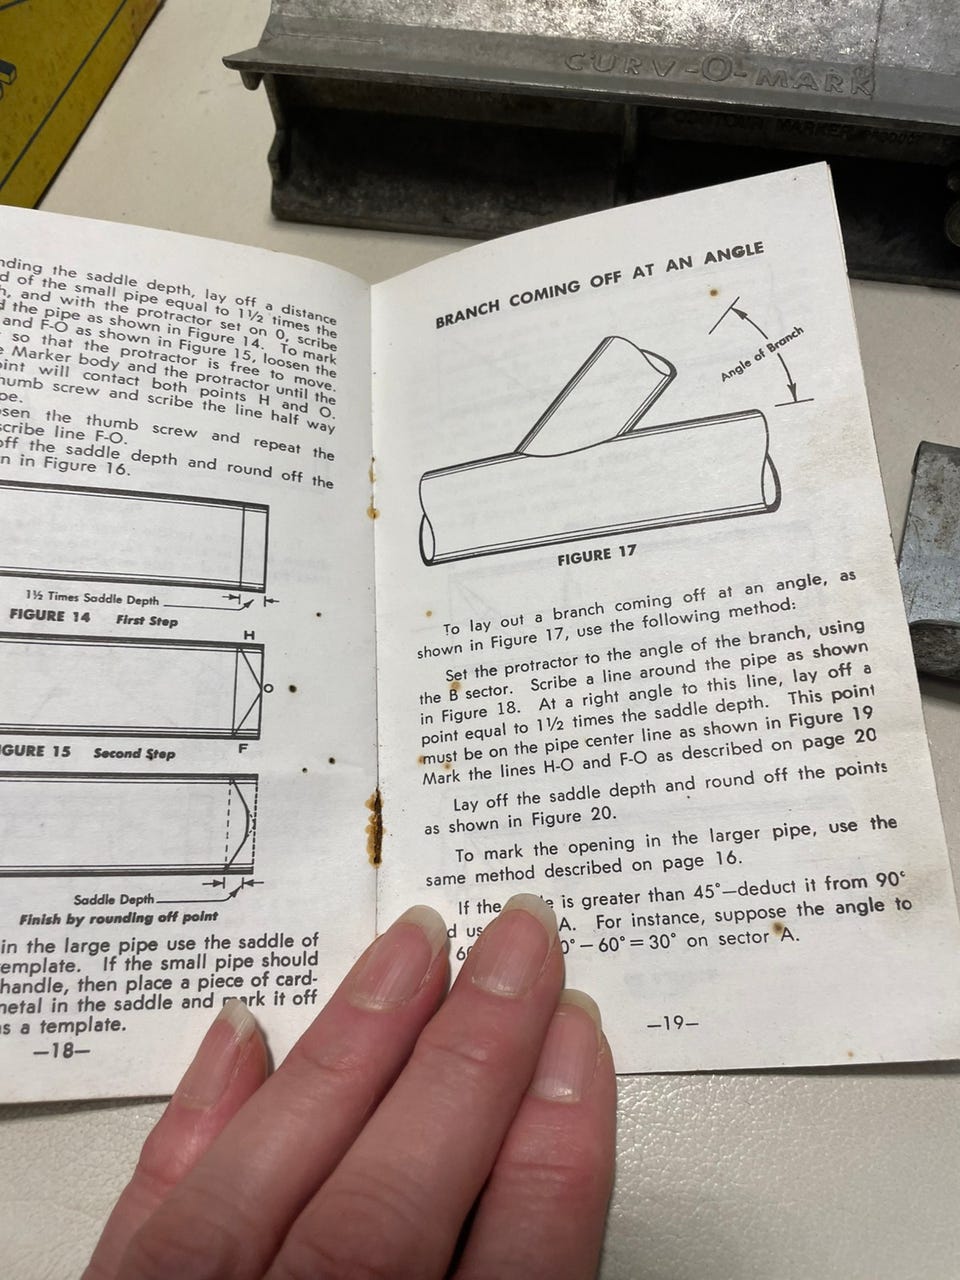 CURV-O-MARK
CONTOUR MARKER
nding the saddle depth, lay off a distance
d of the small pipe equal to 1½ times the
h, and with the protractor set on 0, scribe
d the pipe as shown in Figure 14. To mark
and F-O as shown in Figure 15, loosen the
so that the protractor is free to move.
e Marker body and the protractor until the
oint will contact both points H and O.
humb screw and scribe the line half way
pe.
osen the thumb screw and repeat the
scribe line F-O.
off the saddle depth and round off the
n in Figure 16.
1½ Times Saddle Depth
FIGURE 14 First Step
H
O
F
GURE 15 Second Step
Saddle Depth
Finish by rounding off point
in the large pipe use the saddle of
emplate. If the small pipe should
handle, then place a piece of card-
metal in the saddle and mark it off
as a template.
—18—
BRANCH COMING OFF AT AN ANGLE
Angle of Branch
FIGURE 17
To lay out a branch coming off at an angle, as
shown in Figure 17, use the following method:
Set the protractor to the angle of the branch, using
the B sector. Scribe a line around the pipe as shown
in Figure 18. At a right angle to this line, lay off a
point equal to 1½ times the saddle depth. This point
must be on the pipe center line as shown in Figure 19
Mark the lines H-O and F-O as described on page 20
Lay off the saddle depth and round off the points
as shown in Figure 20.
To mark the opening in the larger pipe, use the
same method described on page 16.
If the e is greater than 45°—deduct it from 90°
d us A. For instance, suppose the angle to
6 0°—60°=30° on sector A.
—19—